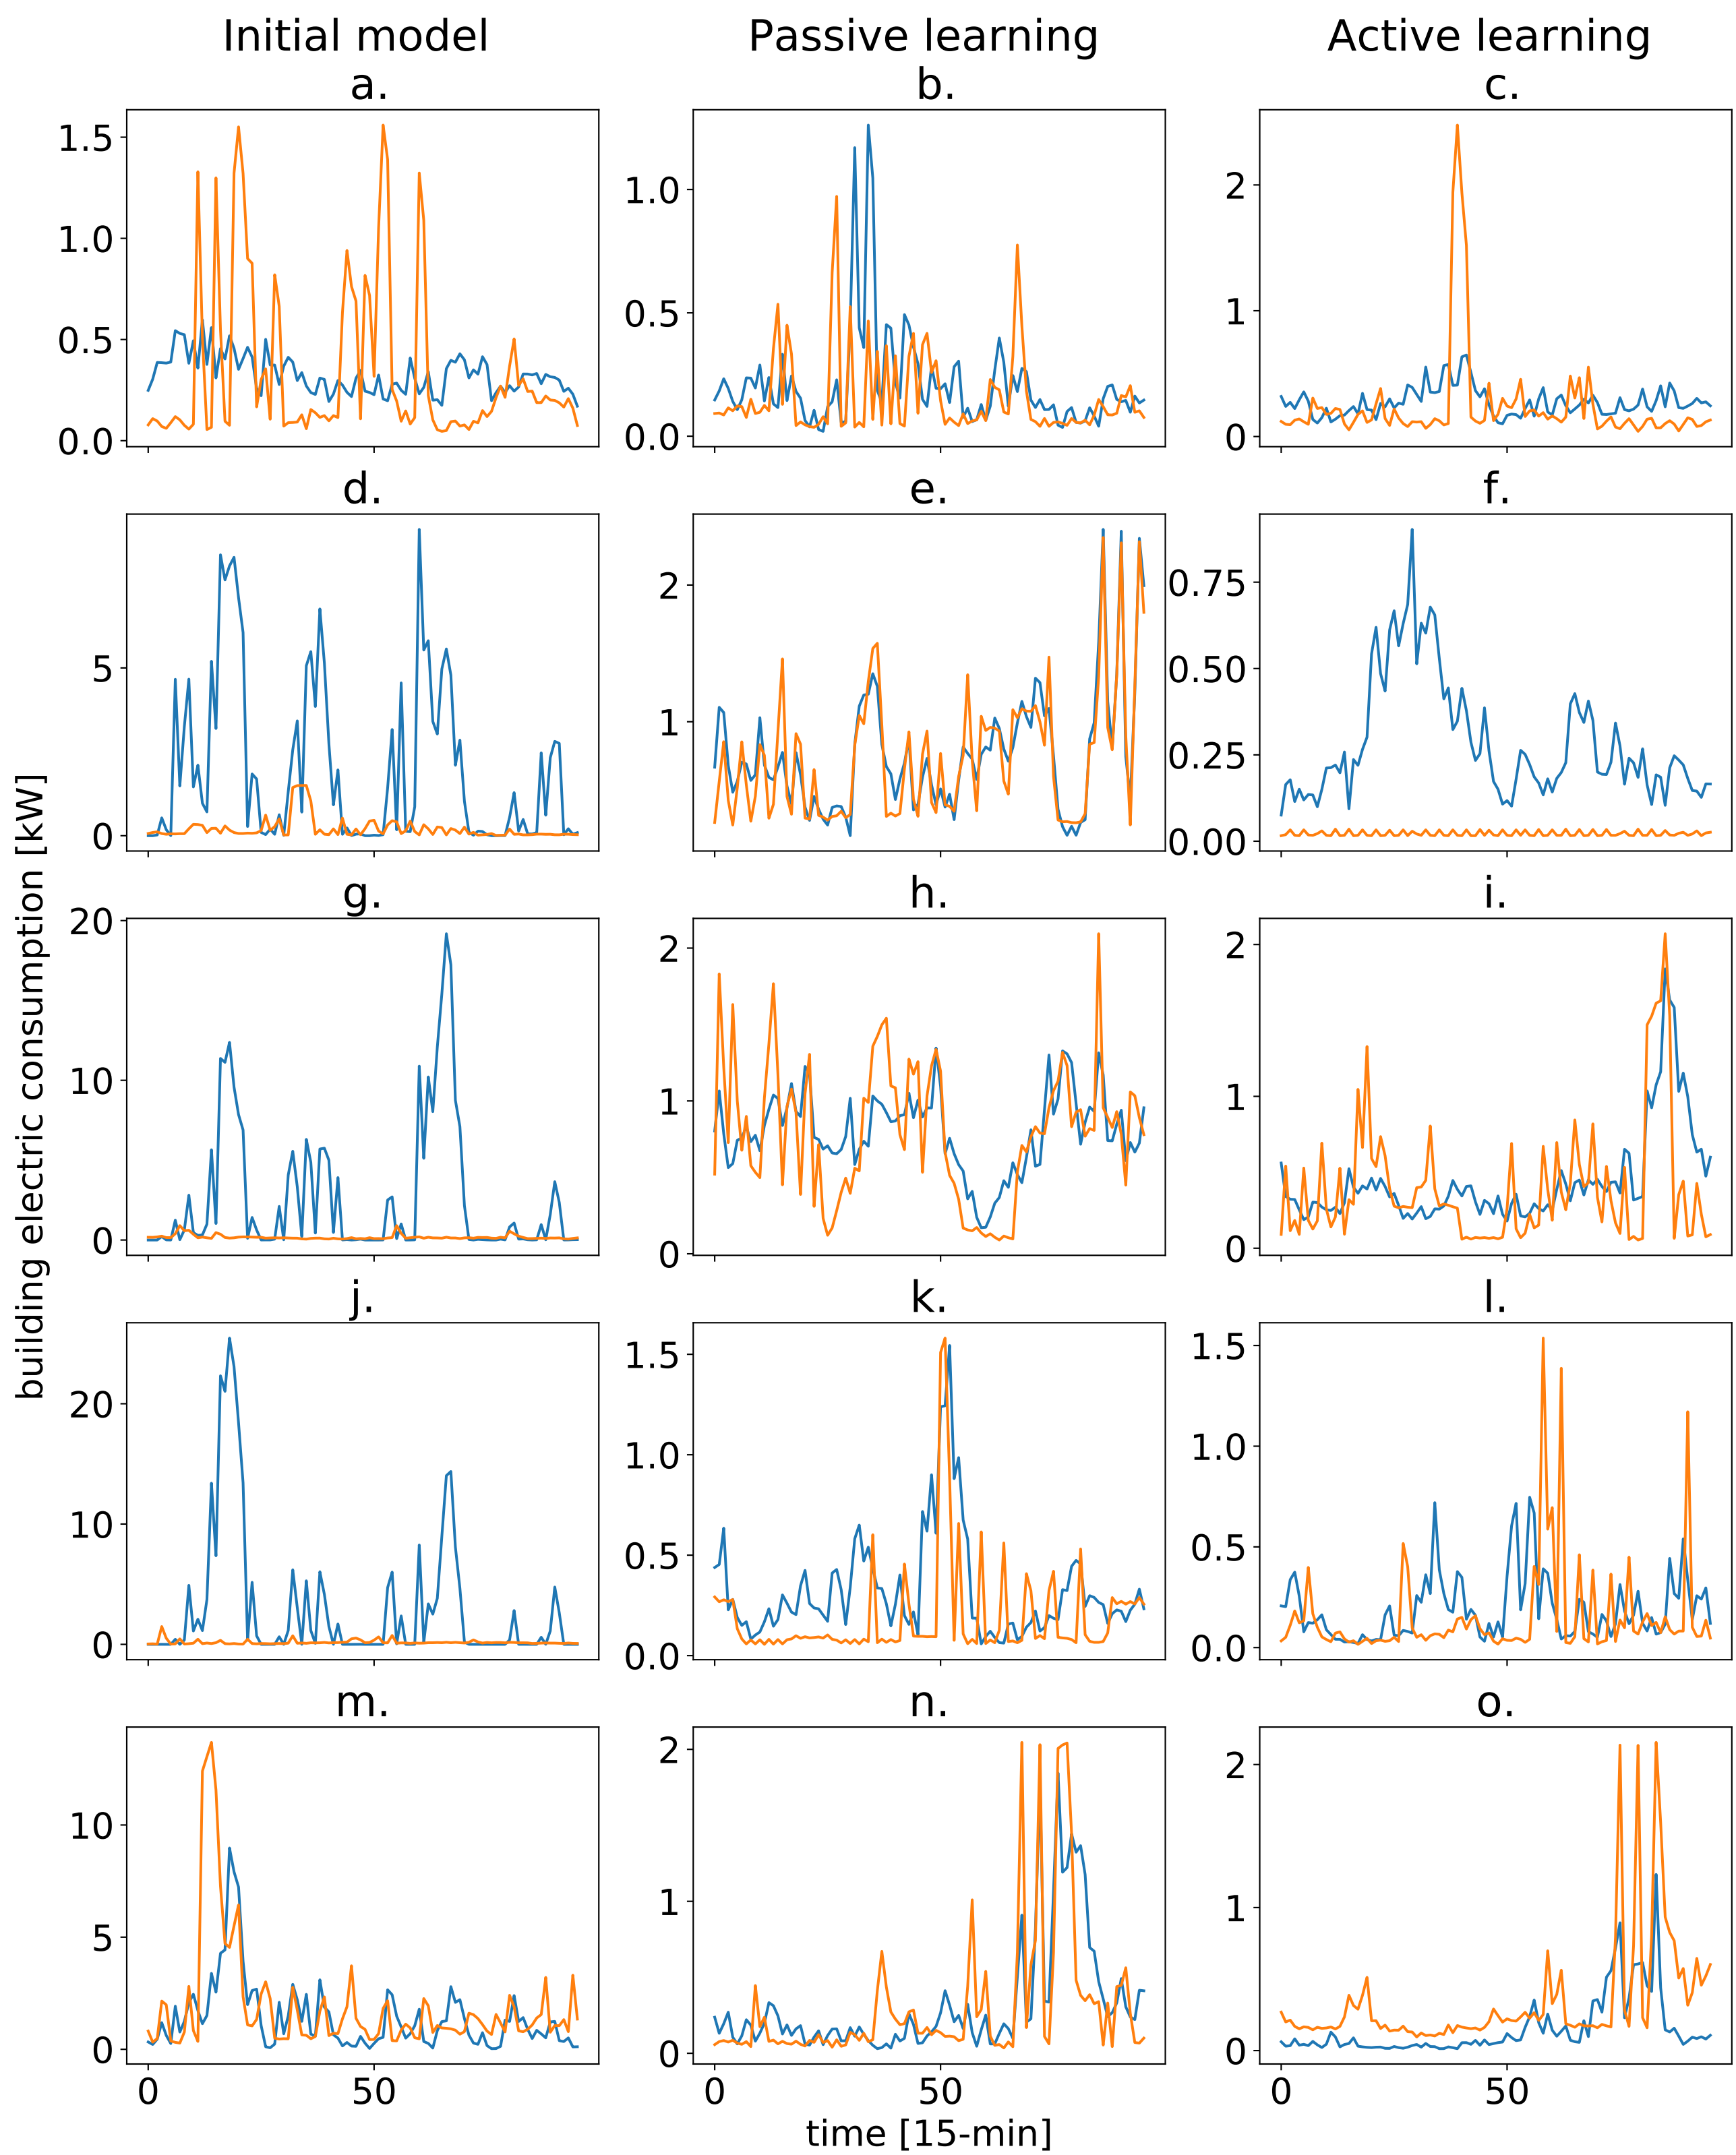 Initial model
Passive learning
Active learning
a.
b.
c.
1.5
1.0
0.5
0.0
1.0
0.5
0.0
2
1
0
d.
e.
f.
5
0
2
1
0.75
0.50
0.25
0.00
g.
h.
i.
20
10
0
2
1
0
2
1
0
j.
k.
l.
20
10
0
1.5
1.0
0.5
0.0
1.5
1.0
0.5
0.0
m.
n.
o.
10
5
0
2
1
0
2
1
0
0
50
0
50
0
50
building electric consumption [kW]
time [15-min]